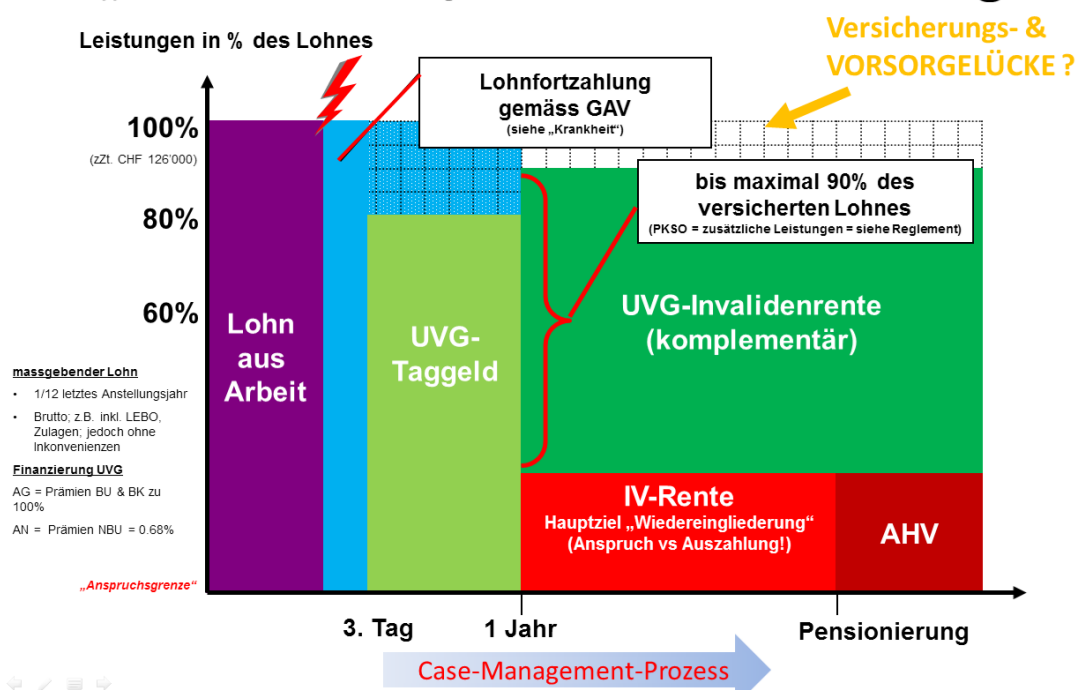 Versicherungs- &
VORSORGELÜCKE ?
Leistungen in % des Lohnes
Lohnfortzahlung
gemäss GAV
(siehe „Krankheit“)
100%
(zZt. CHF 126'000)
80%
60%
bis maximal 90% des
versicherten Lohnes
(PKSO = zusätzliche Leistungen = siehe Reglement)
Lohn
aus
Arbeit
UVG-
Taggeld
UVG-Invalidenrente
(komplementär)
massgebender Lohn
• 1/12 letztes Anstellungsjahr
• Brutto; z.B. inkl. LEBO,
Zulagen; jedoch ohne
Inkonvenienzen
Finanzierung UVG
AG = Prämien BU & BK zu
100%
AN = Prämien NBU = 0.68%
„Anspruchsgrenze“
IV-Rente
Hauptziel „Wiedereingliederung“
(Anspruch vs Auszahlung!)
AHV
3. Tag
1 Jahr
Pensionierung
Case-Management-Prozess